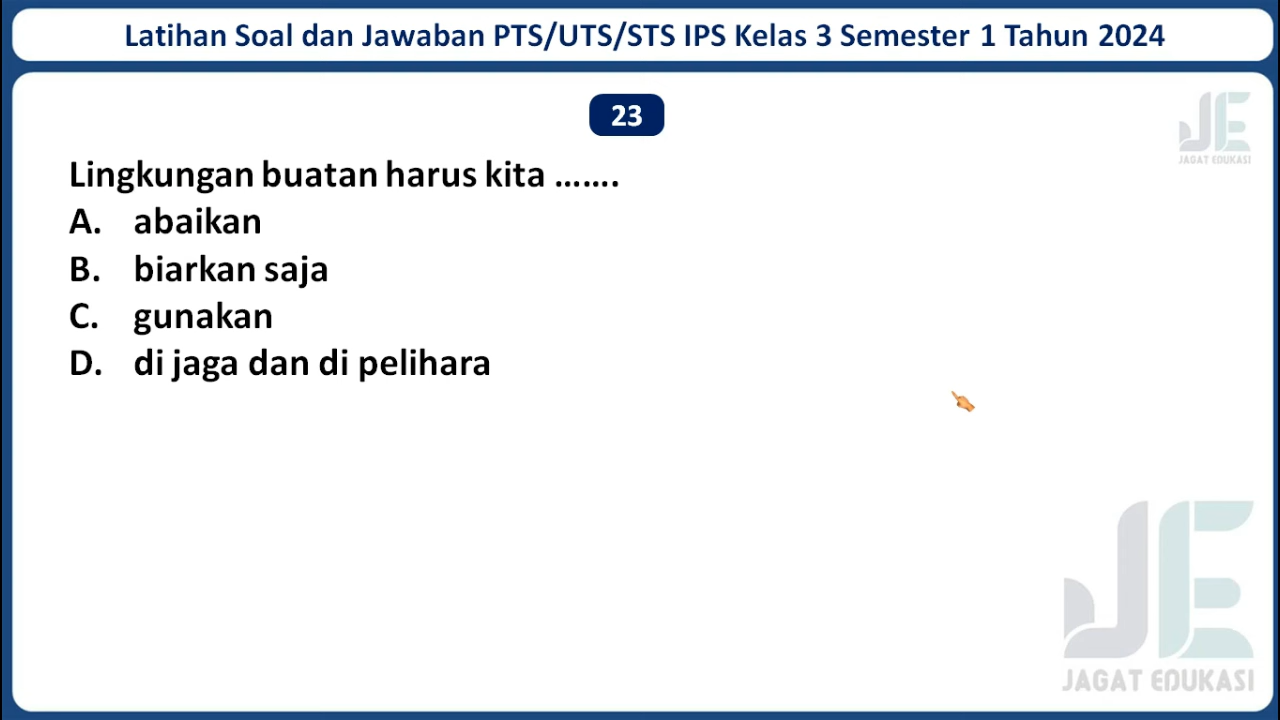 Latihan Soal dan Jawaban PTS/UTS/STS IPS Kelas 3 Semester 1 Tahun 2024
23
JAGAT EDUKASI
Lingkungan buatan harus kita .......
A. abaikan
B. biarkan saja
C. gunakan
D. di jaga dan di pelihara
JAGAT EDUKASI